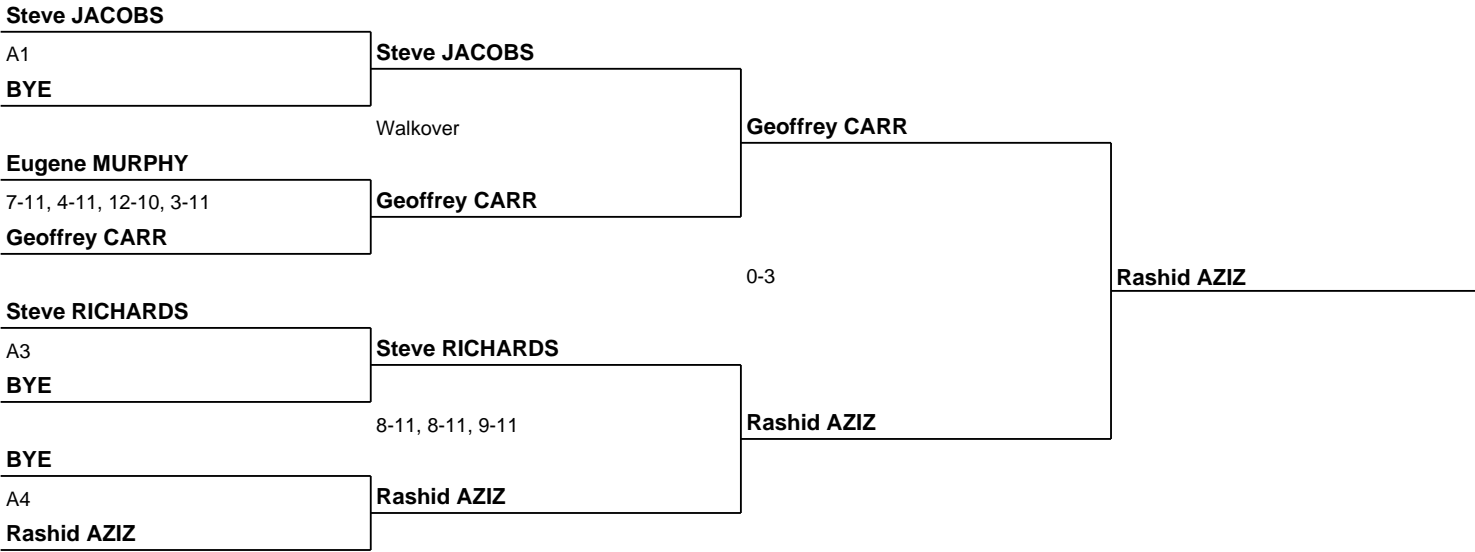 Steve JACOBS
A1
BYE
Steve JACOBS
Walkover
Geoffrey CARR
Eugene MURPHY
7-11, 4-11, 12-10, 3-11
Geoffrey CARR
Geoffrey CARR
0-3
Rashid AZIZ
Steve RICHARDS
A3
BYE
Steve RICHARDS
8-11, 8-11, 9-11
Rashid AZIZ
BYE
A4
Rashid AZIZ
Rashid AZIZ